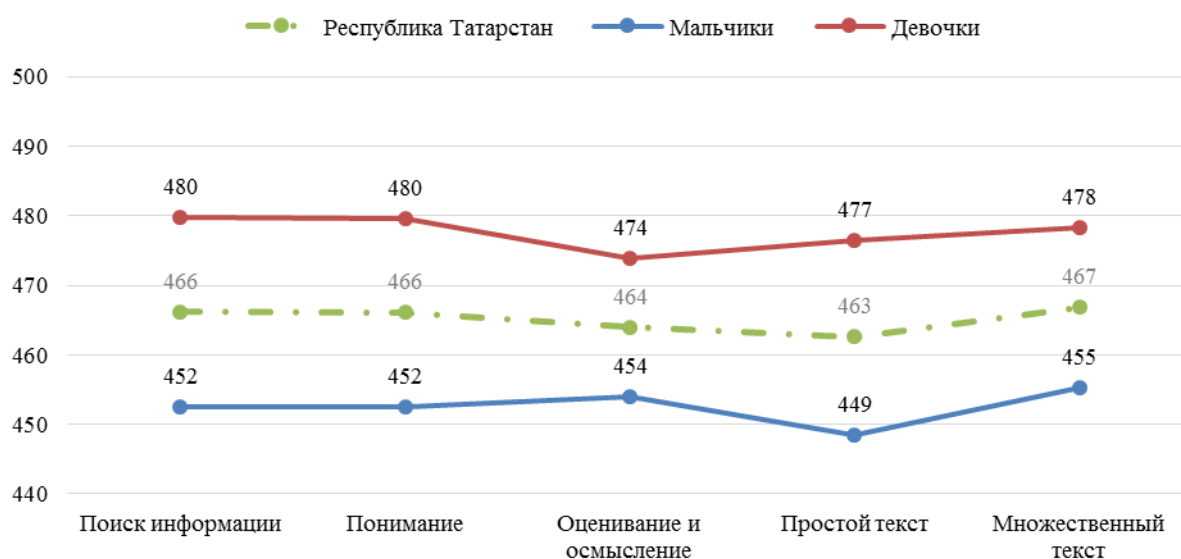 Республика Татарстан Мальчики Девочки
500
490
480 480 480 474 477 478
470 466 466 464 463 467
460 452 452 454 449 455
450
440
Поиск информации Понимание Оценивание и Простой текст Множественный
осмысление текст